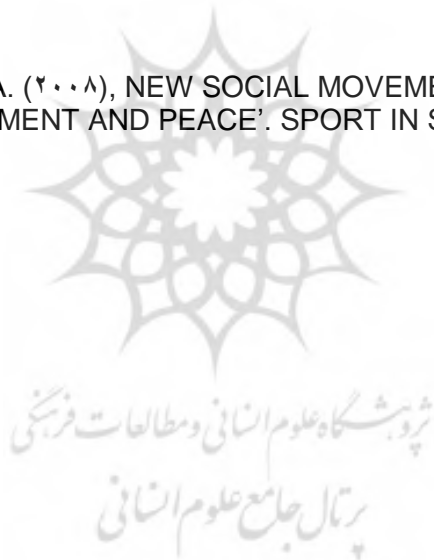 A. (۲۰۰۸), NEW SOCIAL MOVEME
MENT AND PEACE’. SPORT IN S
پژوهشگاه علوم انسانی و مطالعات فرهنگی
پرتال جامع علوم انسانی